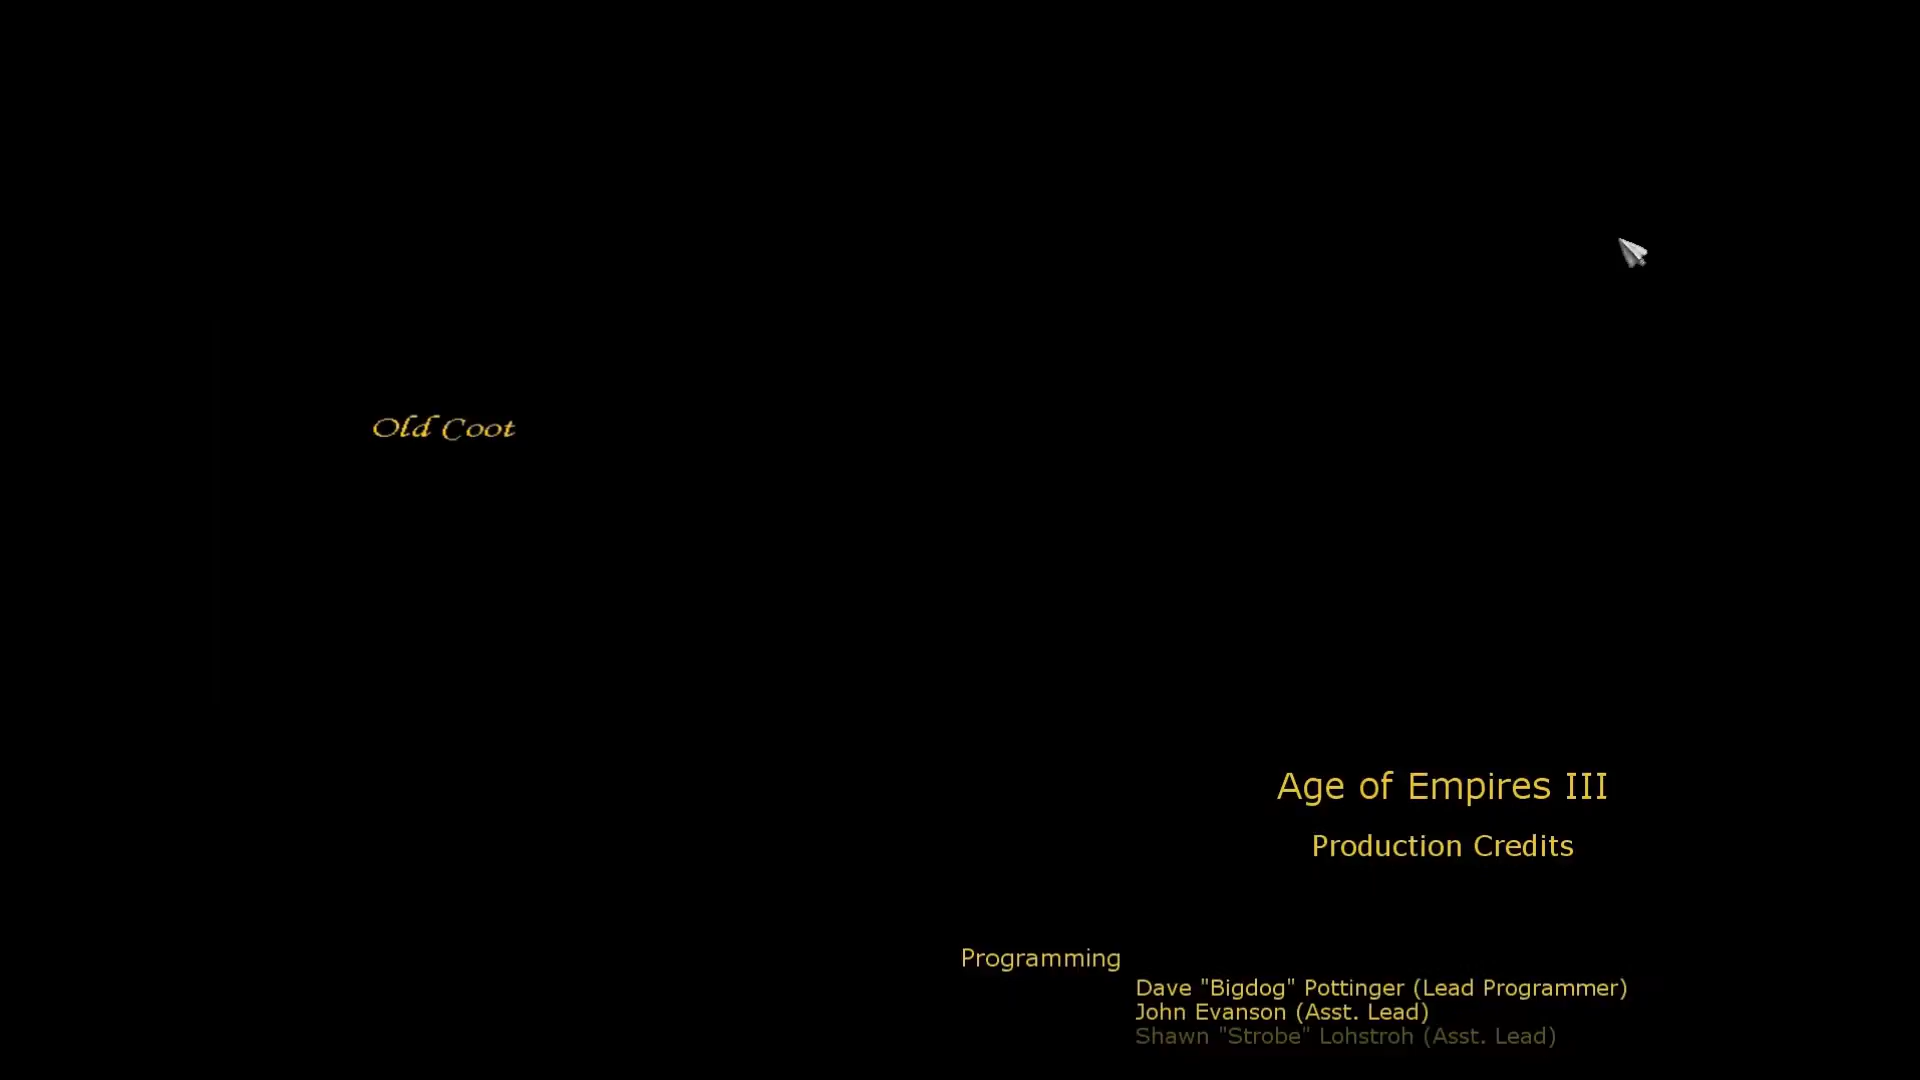 Old Coot
Age of Empires III
Production Credits
Programming
Dave "Bigdog" Pottinger (Lead Programmer)
John Evanson (Asst. Lead)
Shawn "Strobe" Lohstroh (Asst. Lead)